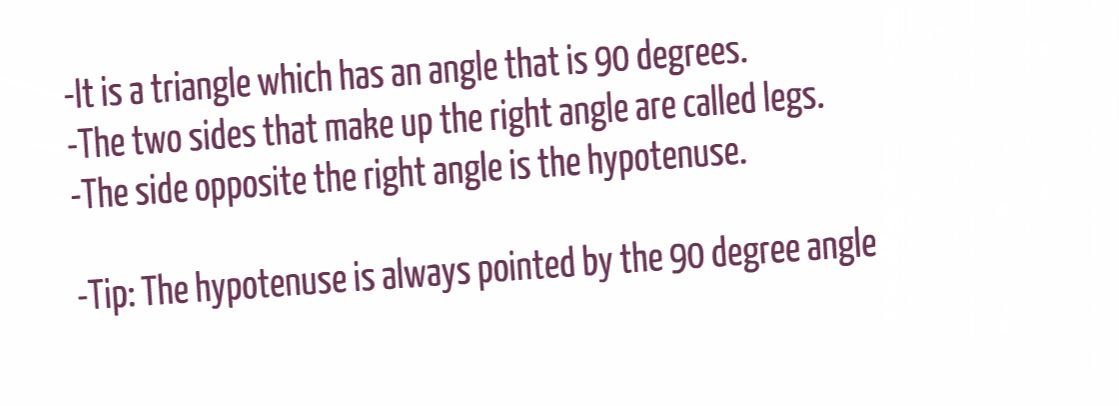 -It is a triangle which has an angle that is 90 degrees.
-The two sides that make up the right angle are called legs.
-The side opposite the right angle is the hypotenuse.
-Tip: The hypotenuse is always pointed by the 90 degree angle